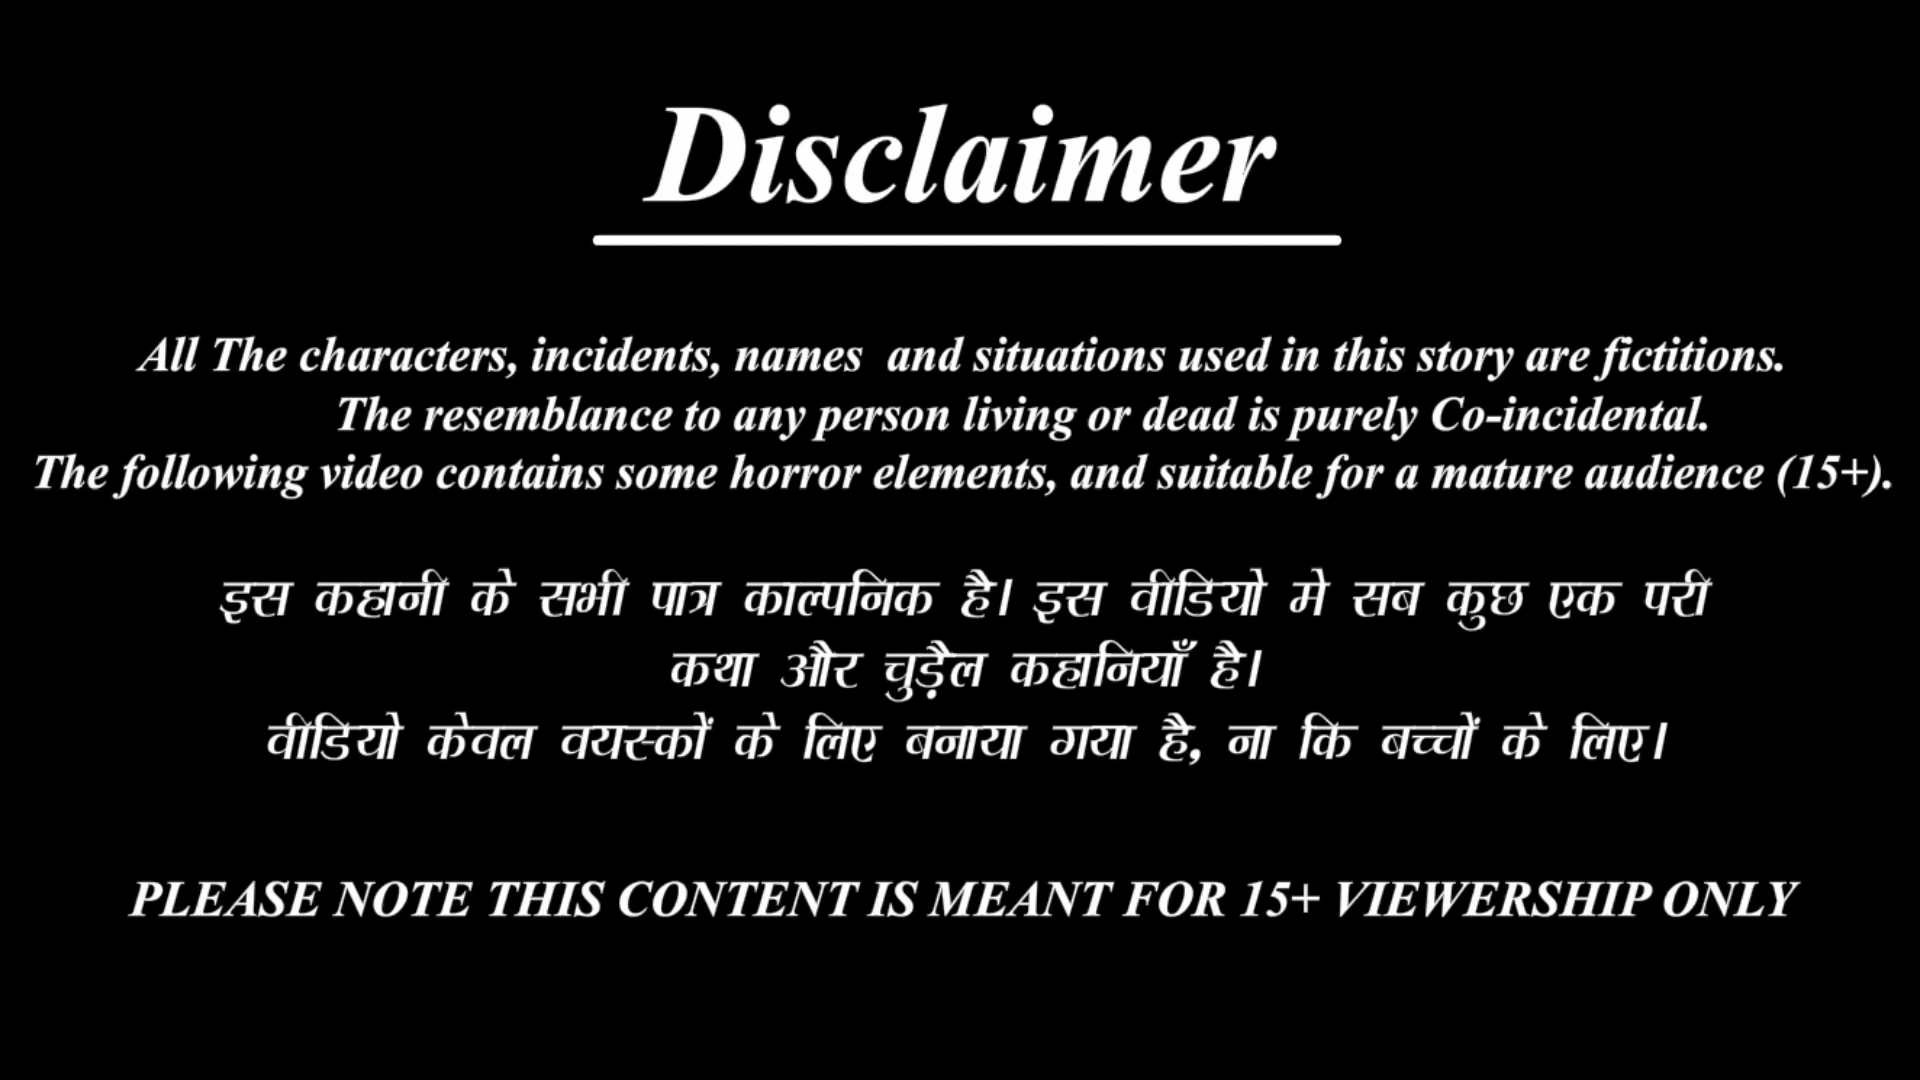 Disclaimer
All The characters, incidents, names and situations used in this story are fictitions.
The resemblance to any person living or dead is purely Co-incidental.
The following video contains some horror elements, and suitable for a mature audience (15+).
इस कहानी के सभी पात्र काल्पनिक है। इस वीडियो मे सब कुछ एक परी
कथा और चुड़ैल कहानियाँ है।
वीडियो केवल वयस्कों के लिए बनाया गया है, ना कि बच्चों के लिए।
PLEASE NOTE THIS CONTENT IS MEANT FOR 15+ VIEWERSHIP ONLY